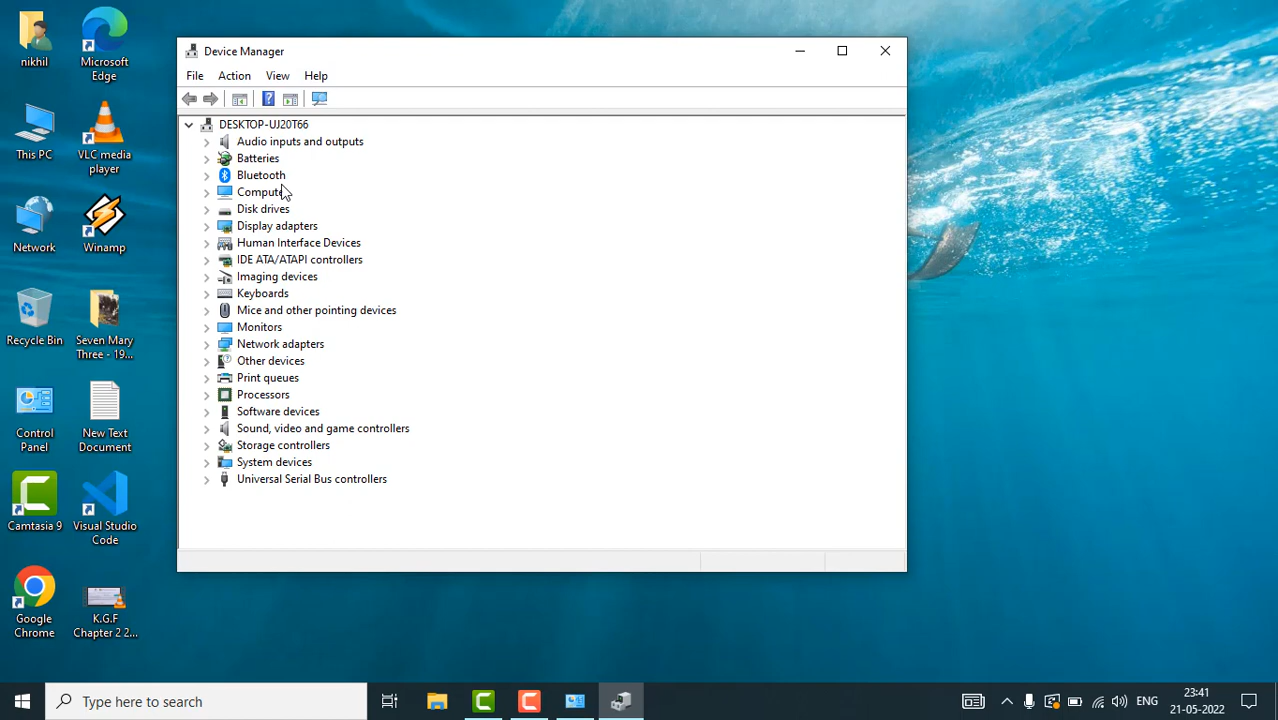 nikhil
Microsoft
Edge
This PC
VLC media
player
Network
Winamp
Recycle Bin
Seven Mary
Three - 19...
Control
Panel
New Text
Document
Camtasia 9
Visual Studio
Code
Google
Chrome
K.G.F
Chapter 2 2...
Device Manager
File Action View Help
DESKTOP-UJ20T66
Audio inputs and outputs
Batteries
Bluetooth
Computer
Disk drives
Display adapters
Human Interface Devices
IDE ATA/ATAPI controllers
Imaging devices
Keyboards
Mice and other pointing devices
Monitors
Network adapters
Other devices
Print queues
Processors
Software devices
Sound, video and game controllers
Storage controllers
System devices
Universal Serial Bus controllers
Type here to search
ENG
23:41
21-05-2022